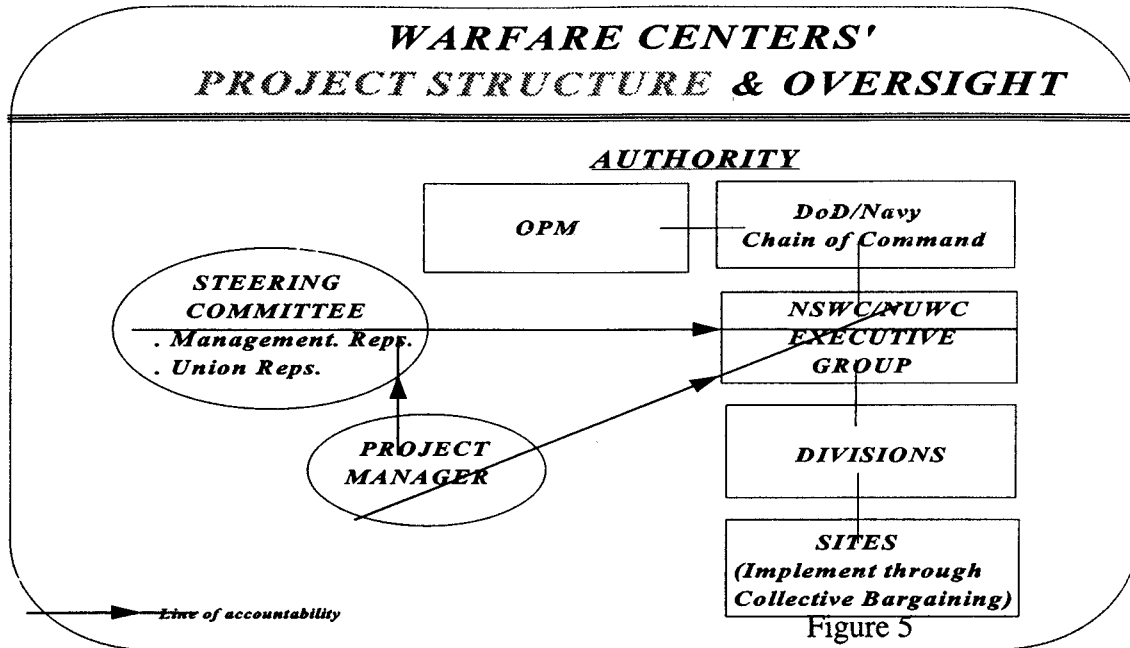 WARFARE CENTERS'
PROJECT STRUCTURE & OVERSIGHT
AUTHORITY
OPM
DoD/Navy
Chain of Command
STEERING
COMMITTEE
. Management. Reps.
. Union Reps.
NSWC/NUWC
EXECUTIVE
GROUP
PROJECT
MANAGER
DIVISIONS
SITES
(Implement through
Collective Bargaining)
Line of accountability
Figure 5